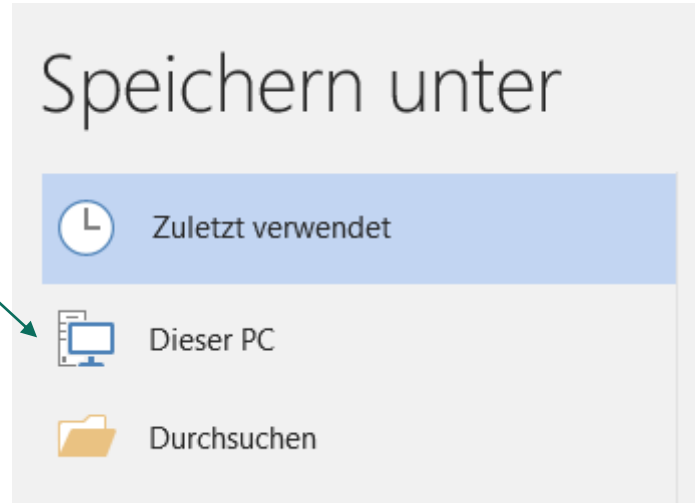 Speichern unter
Zuletzt verwendet
Dieser PC
Durchsuchen